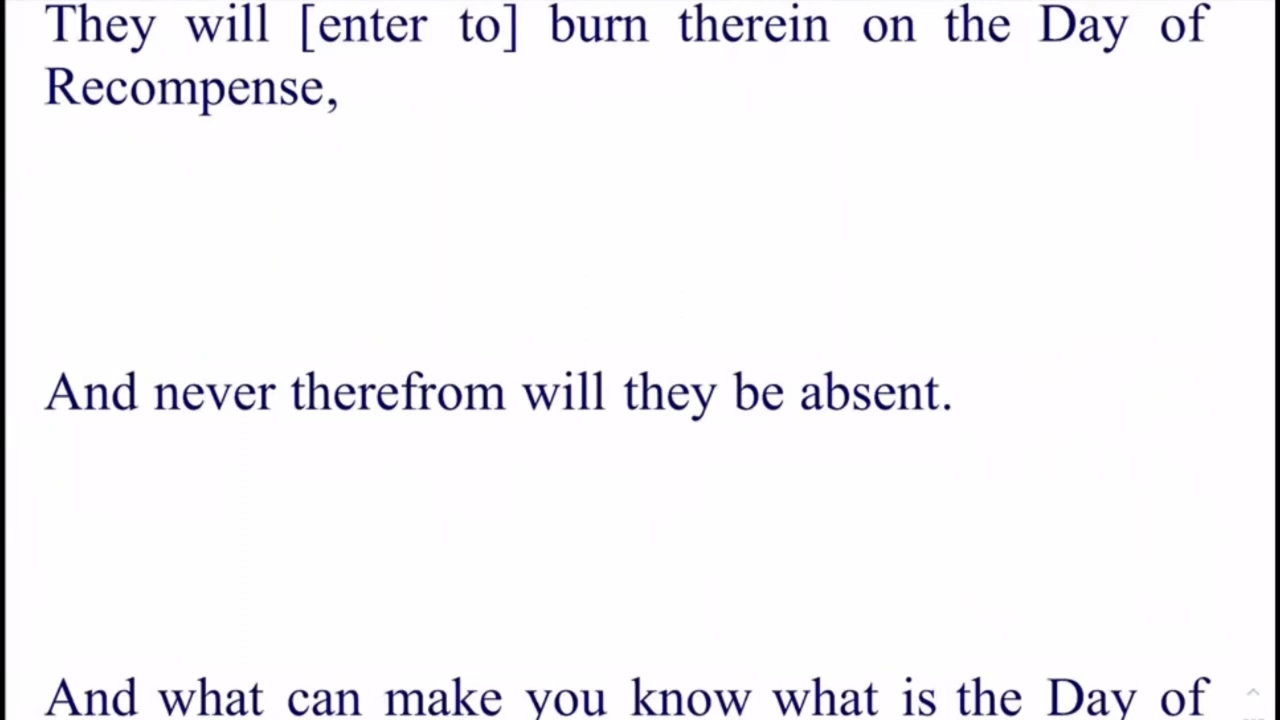 They will [enter to] burn therein on the Day of
Recompense,
And never therefrom will they be absent.
And what can make you know what is the Day of